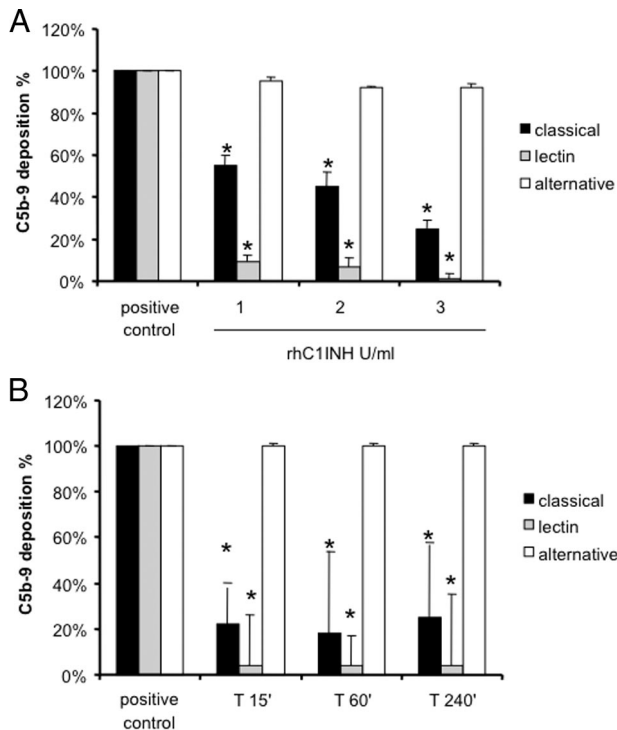 A
C5b-9 deposition %
120%
100%
80%
60%
40%
20%
0%
* * * * * *
classical
lectin
alternative
positive control
1
2
3
rhC1INH U/ml
B
C5b-9 deposition %
120%
100%
80%
60%
40%
20%
0%
* * * * * *
classical
lectin
alternative
positive control
T 15'
T 60'
T 240'